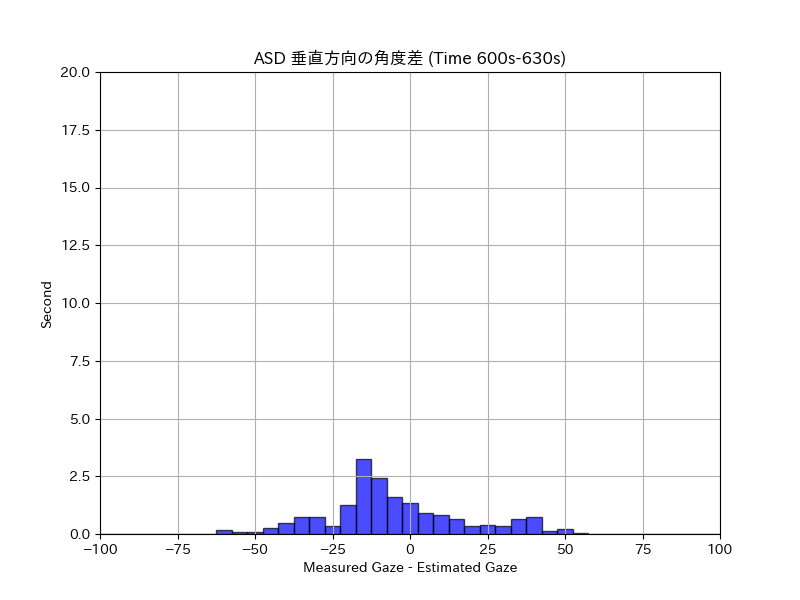 ASD 垂直方向の角度差 (Time 600s-630s)
20.0
17.5
15.0
12.5
10.0
7.5
5.0
2.5
0.0
Second
−100 −75 −50 −25 0 25 50 75 100
Measured Gaze - Estimated Gaze